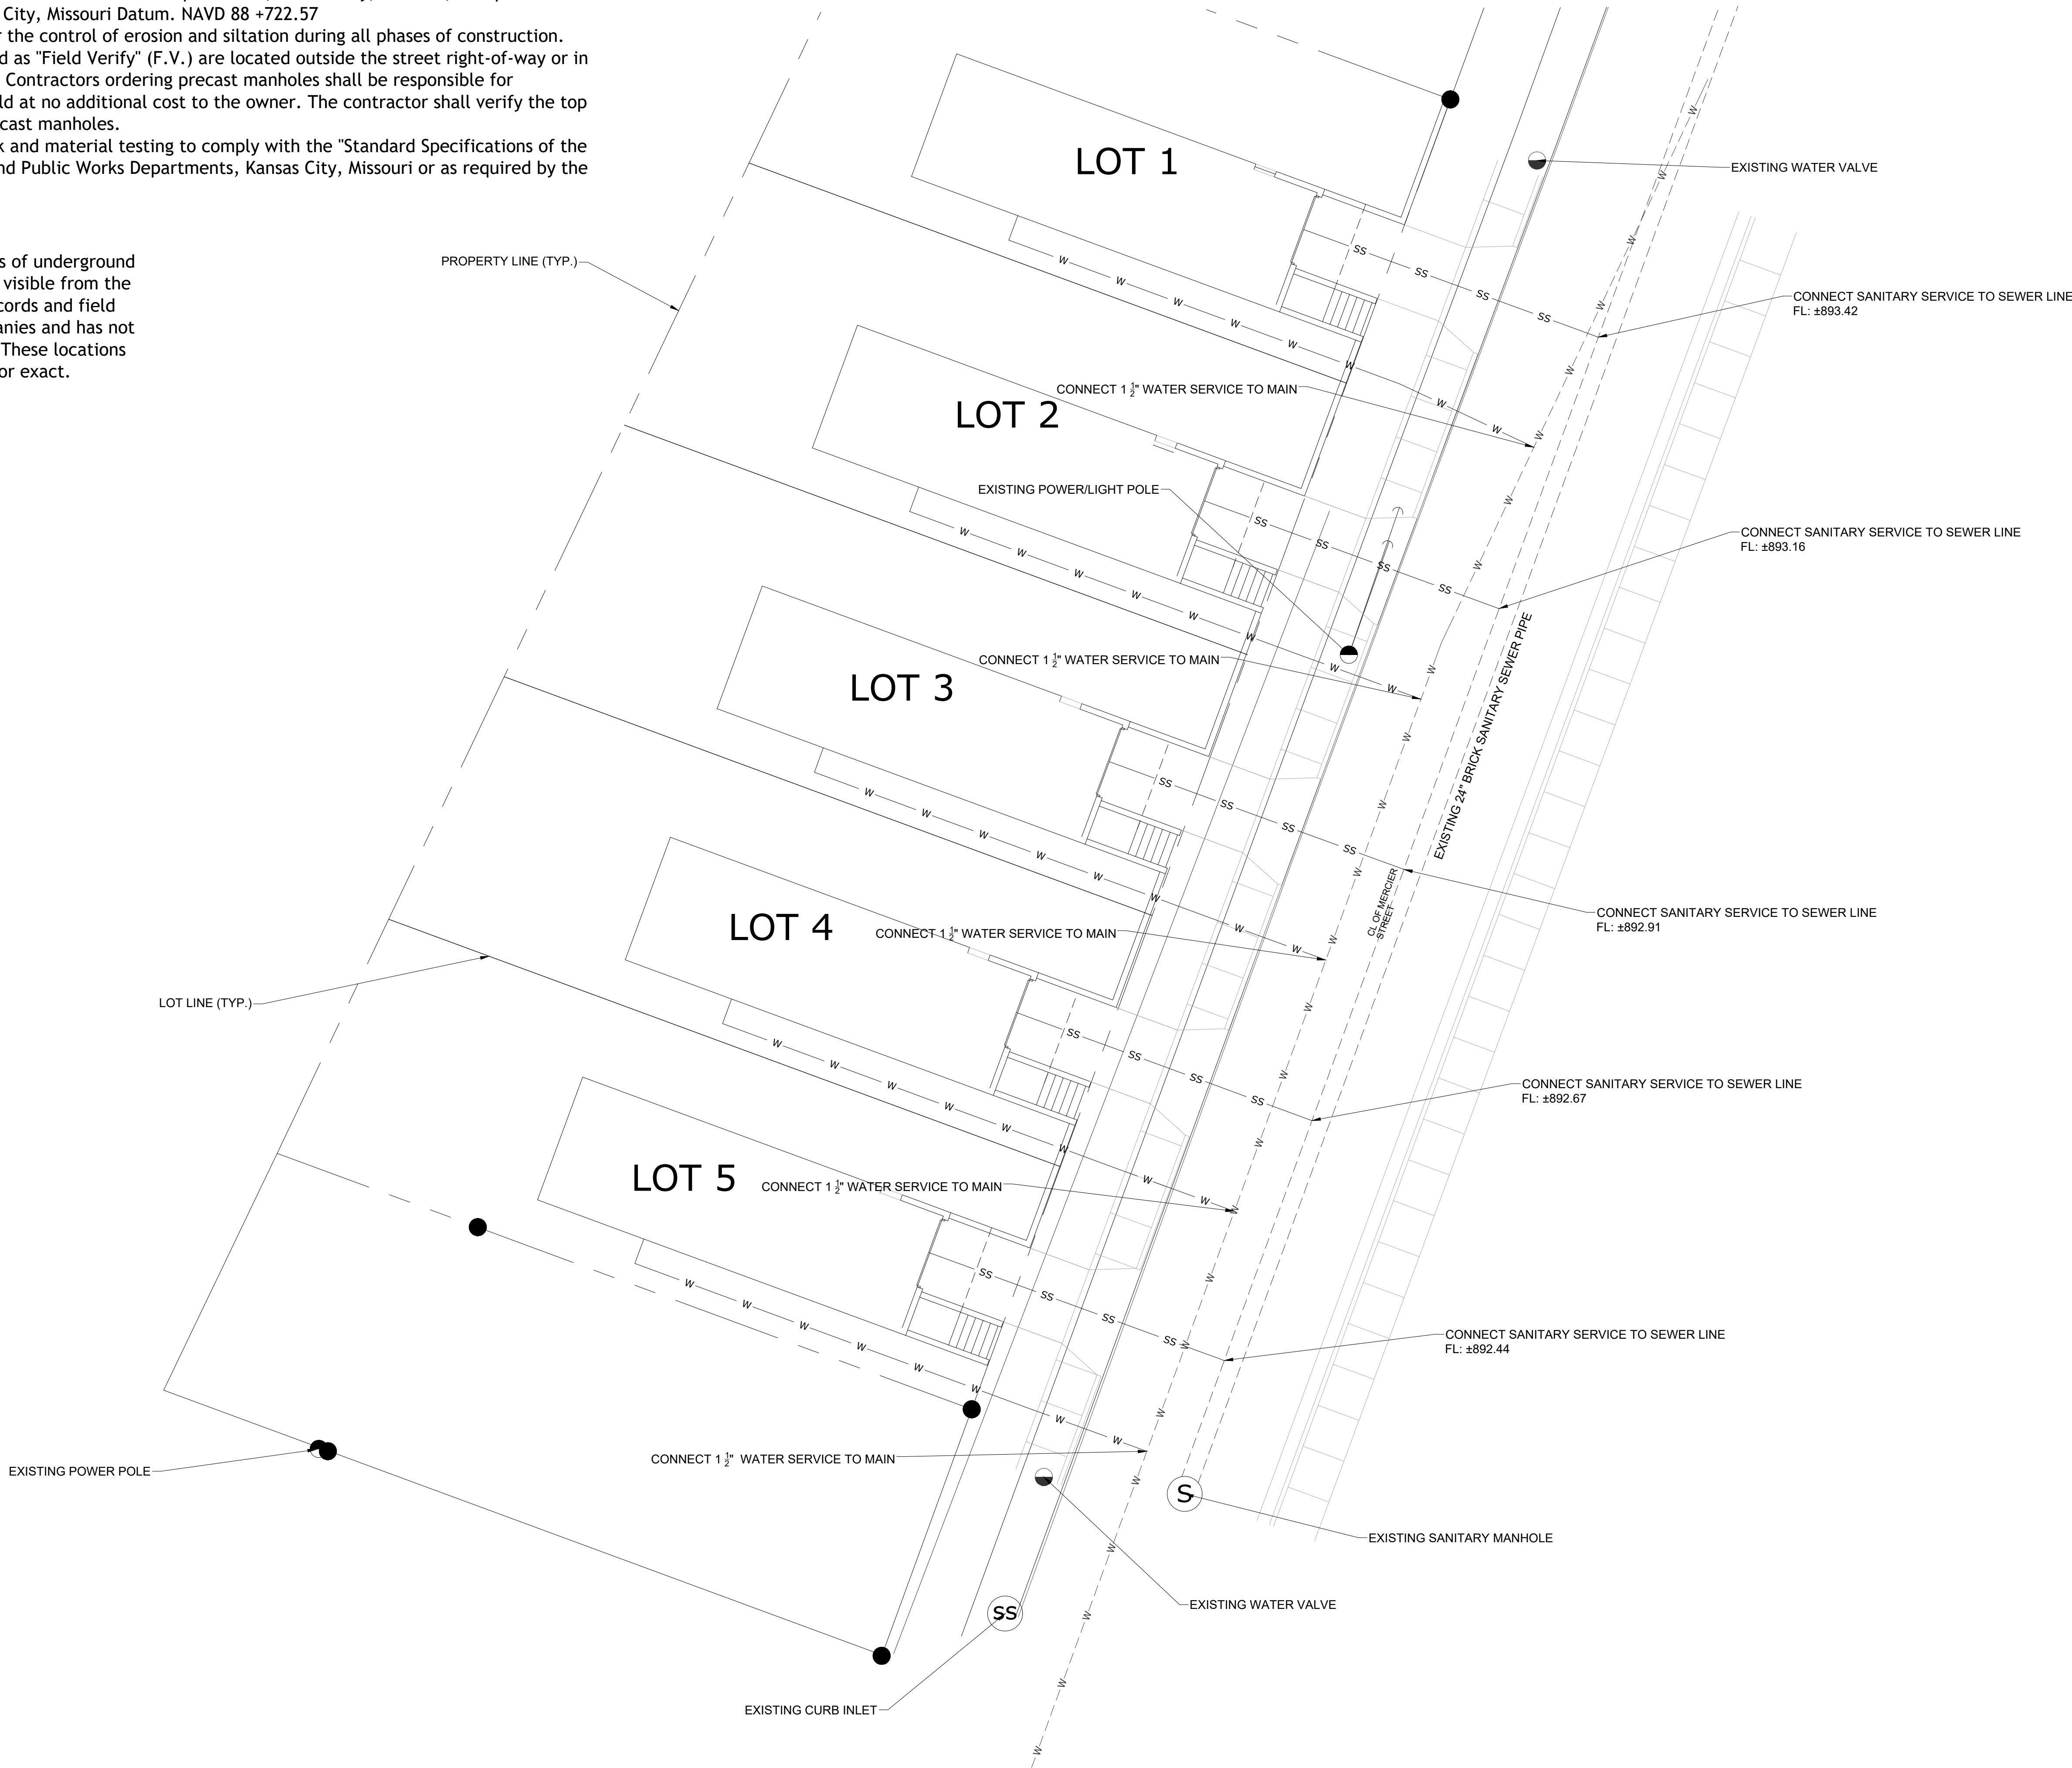 City, Missouri Datum. NAVD 88 +722.57
r the control of erosion and siltation during all phases of construction.
d as "Field Verify" (F.V.) are located outside the street right-of-way or in
Contractors ordering precast manholes shall be responsible for
ld at no additional cost to the owner. The contractor shall verify the top
cast manholes.
k and material testing to comply with the "Standard Specifications of the
nd Public Works Departments, Kansas City, Missouri or as required by the
s of underground
visible from the
cords and field
anies and has not
These locations
or exact.
PROPERTY LINE (TYP.)
LOT 1
EXISTING WATER VALVE
CONNECT SANITARY SERVICE TO SEWER LINE
FL: ±893.42
CONNECT 1 1/2" WATER SERVICE TO MAIN
LOT 2
EXISTING POWER/LIGHT POLE
CONNECT SANITARY SERVICE TO SEWER LINE
FL: ±893.16
CONNECT 1 1/2" WATER SERVICE TO MAIN
LOT 3
EXISTING 24" BRICK SANITARY SEWER PIPE
CL OF MERCIER
STREET
CONNECT SANITARY SERVICE TO SEWER LINE
FL: ±892.91
LOT 4
CONNECT 1 1/2" WATER SERVICE TO MAIN
LOT LINE (TYP.)
CONNECT SANITARY SERVICE TO SEWER LINE
FL: ±892.67
LOT 5
CONNECT 1 1/2" WATER SERVICE TO MAIN
CONNECT SANITARY SERVICE TO SEWER LINE
FL: ±892.44
CONNECT 1 1/2" WATER SERVICE TO MAIN
EXISTING POWER POLE
S
EXISTING SANITARY MANHOLE
EXISTING WATER VALVE
SS
EXISTING CURB INLET